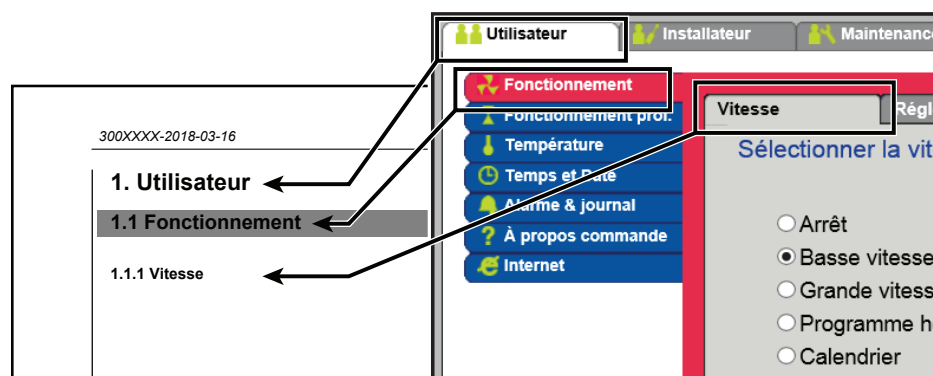 300XXXX-2018-03-16
1. Utilisateur
1.1 Fonctionnement
1.1.1 Vitesse
Utilisateur
Installateur
Maintenance
Fonctionnement
Fonctionnement prol.
Température
Temps et Date
Alarme & journal
À propos commande
Internet
Vitesse
Régl
Sélectionner la vit
Arrêt
Basse vitesse
Grande vitess
Programme h
Calendrier